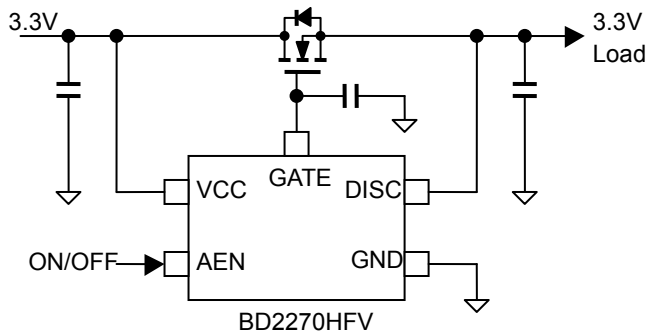 3.3V
3.3V
Load
GATE
VCC
DISC
ON/OFF
AEN
GND
BD2270HFV